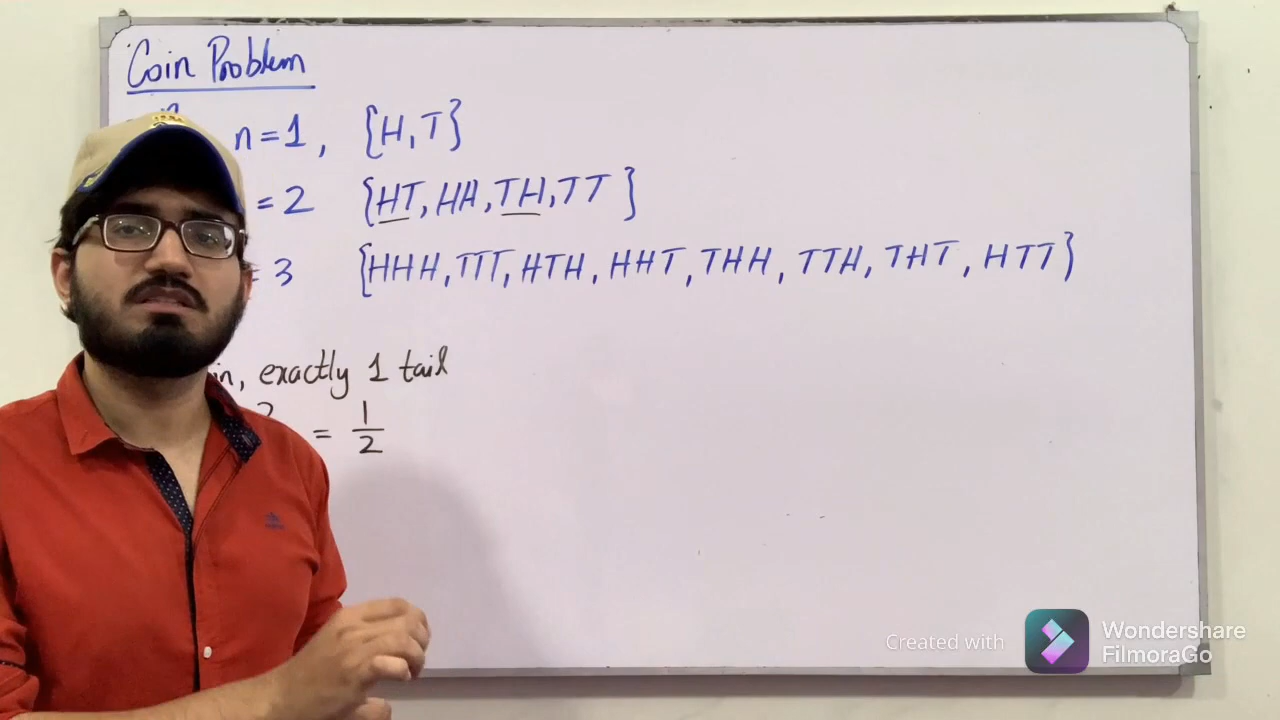 Coin Problem
n = 1, {H, T}
= 2 {HT, HH, TH, TT}
= 3 {HHH, TTT, HTH, HHT, THH, TTH, THT, HTT}
exactly 1 tail
= 1/2
Created with Wondershare FilmoraGo